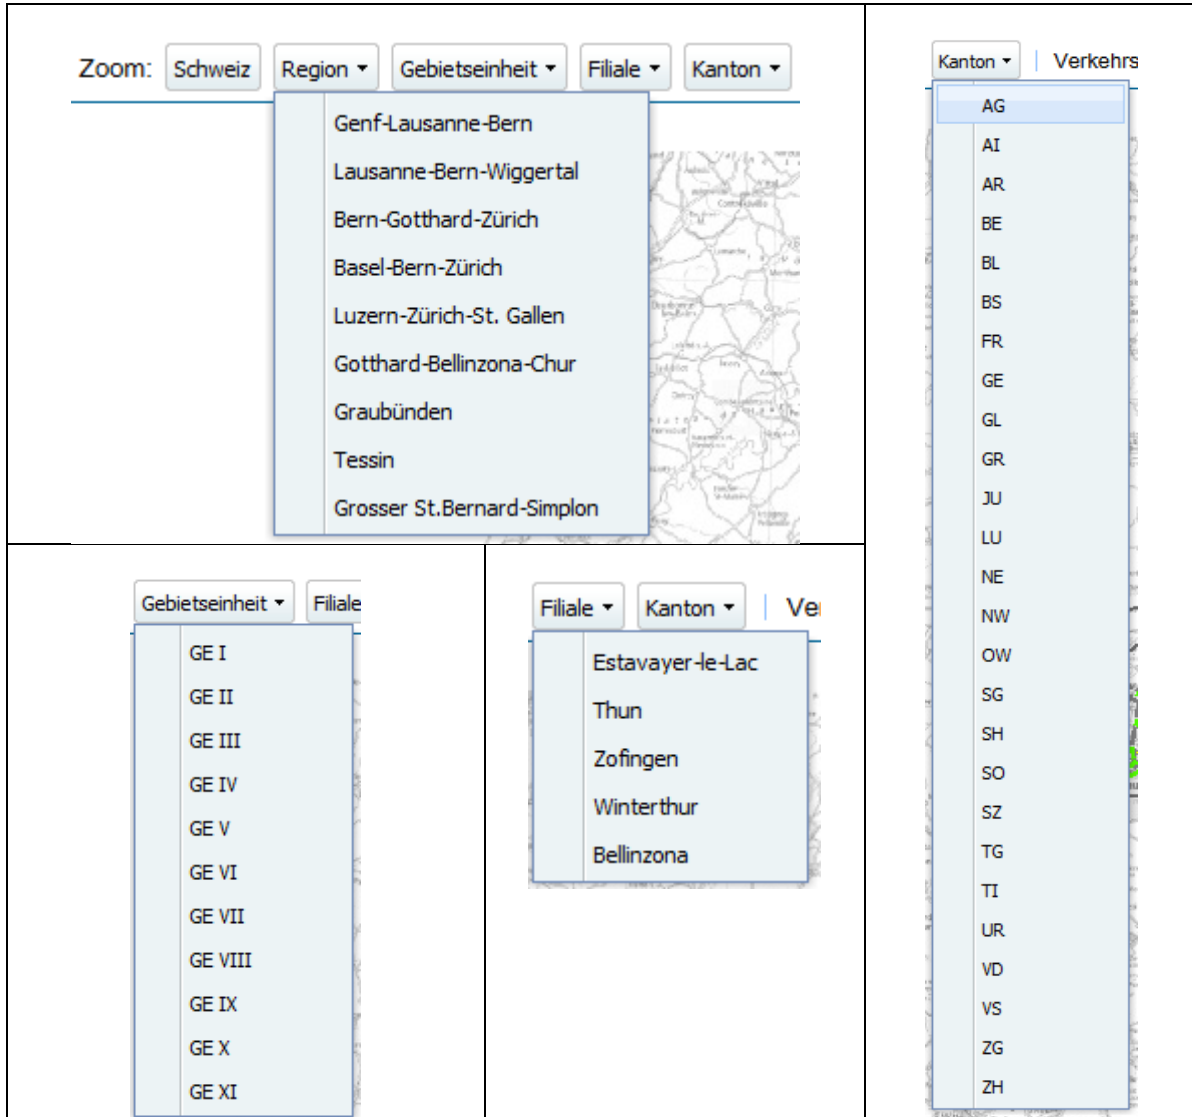 Zoom: Schweiz Region Gebietseinheit Filiale Kanton
Genf-Lausanne-Bern
Lausanne-Bern-Wiggertal
Bern-Gotthard-Zürich
Basel-Bern-Zürich
Luzern-Zürich-St. Gallen
Gotthard-Bellinzona-Chur
Graubünden
Tessin
Grosser St.Bernard-Simplon
Kanton Verkehrs
AG
AI
AR
BE
BL
BS
FR
GE
GL
GR
JU
LU
NE
NW
OW
SG
SH
SO
SZ
TG
TI
UR
VD
VS
ZG
ZH
Gebietseinheit Filiale
GE I
GE II
GE III
GE IV
GE V
GE VI
GE VII
GE VIII
GE IX
GE X
GE XI
Filiale Kanton Ve
Estavayer-le-Lac
Thun
Zofingen
Winterthur
Bellinzona